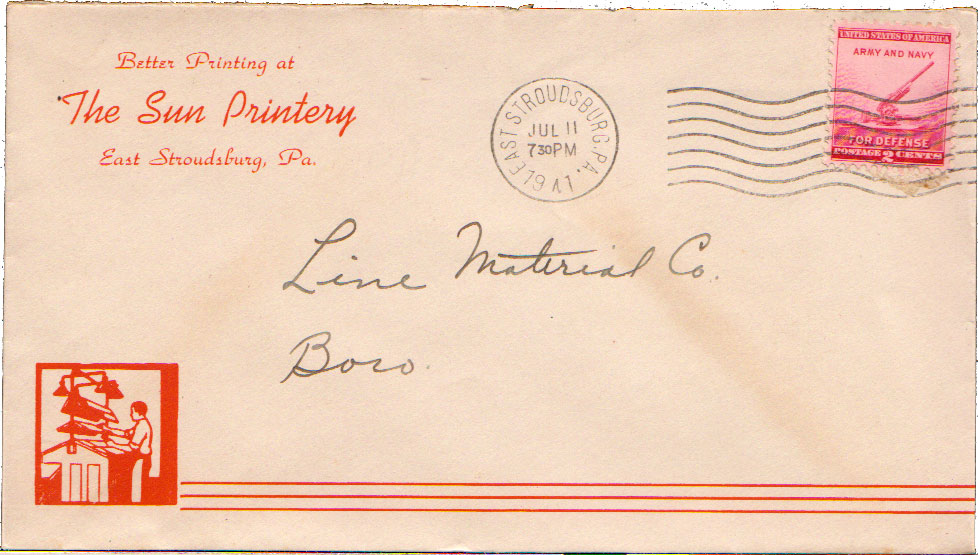 Better Printing at
The Sun Printery
East Stroudsburg, Pa.
EAST STROUDSBURG, PA.
JUL 11
7 30 PM
1941
UNITED STATES OF AMERICA
ARMY AND NAVY
FOR DEFENSE
POSTAGE 2 CENTS
Line Material Co.
Boro.